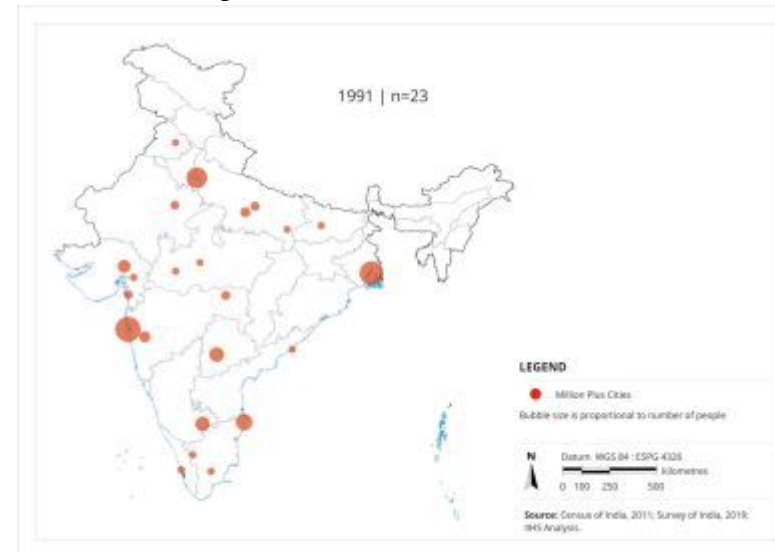 1991 | n=23
LEGEND
Million Plus Cities
Bubble size is proportional to number of people
N
Datum WGS 84 : ESPG 4326
kilometres
0 100 250 500
Source: Census of India, 2011; Survey of India, 2019;
IIHS Analysis.